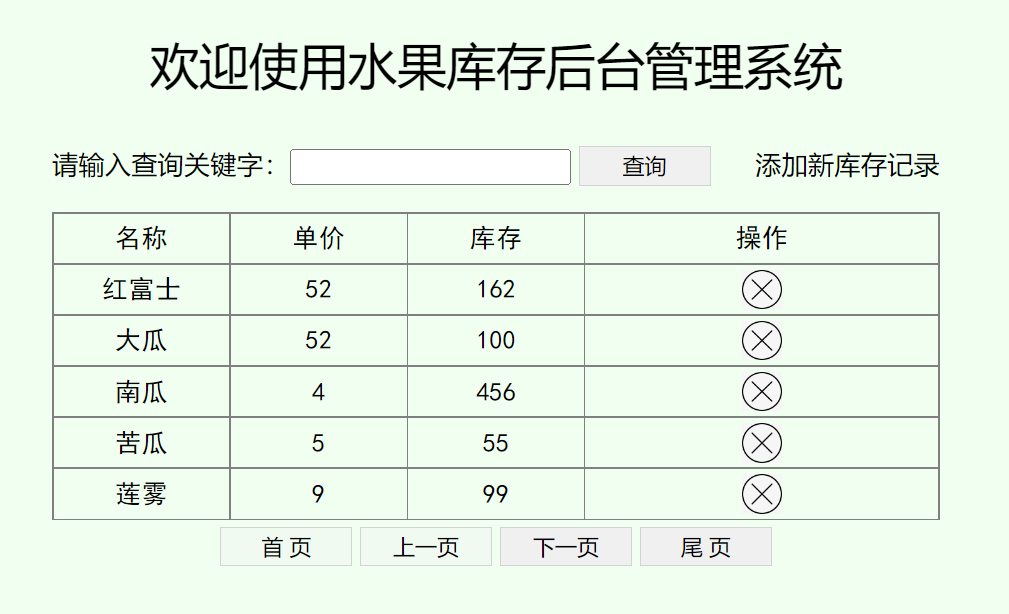 欢迎使用水果库存后台管理系统
请输入查询关键字： 查询 添加新库存记录
名称 单价 库存 操作
红富士 52 162
大瓜 52 100
南瓜 4 456
苦瓜 5 55
莲雾 9 99
首 页 上一页 下一页 尾 页